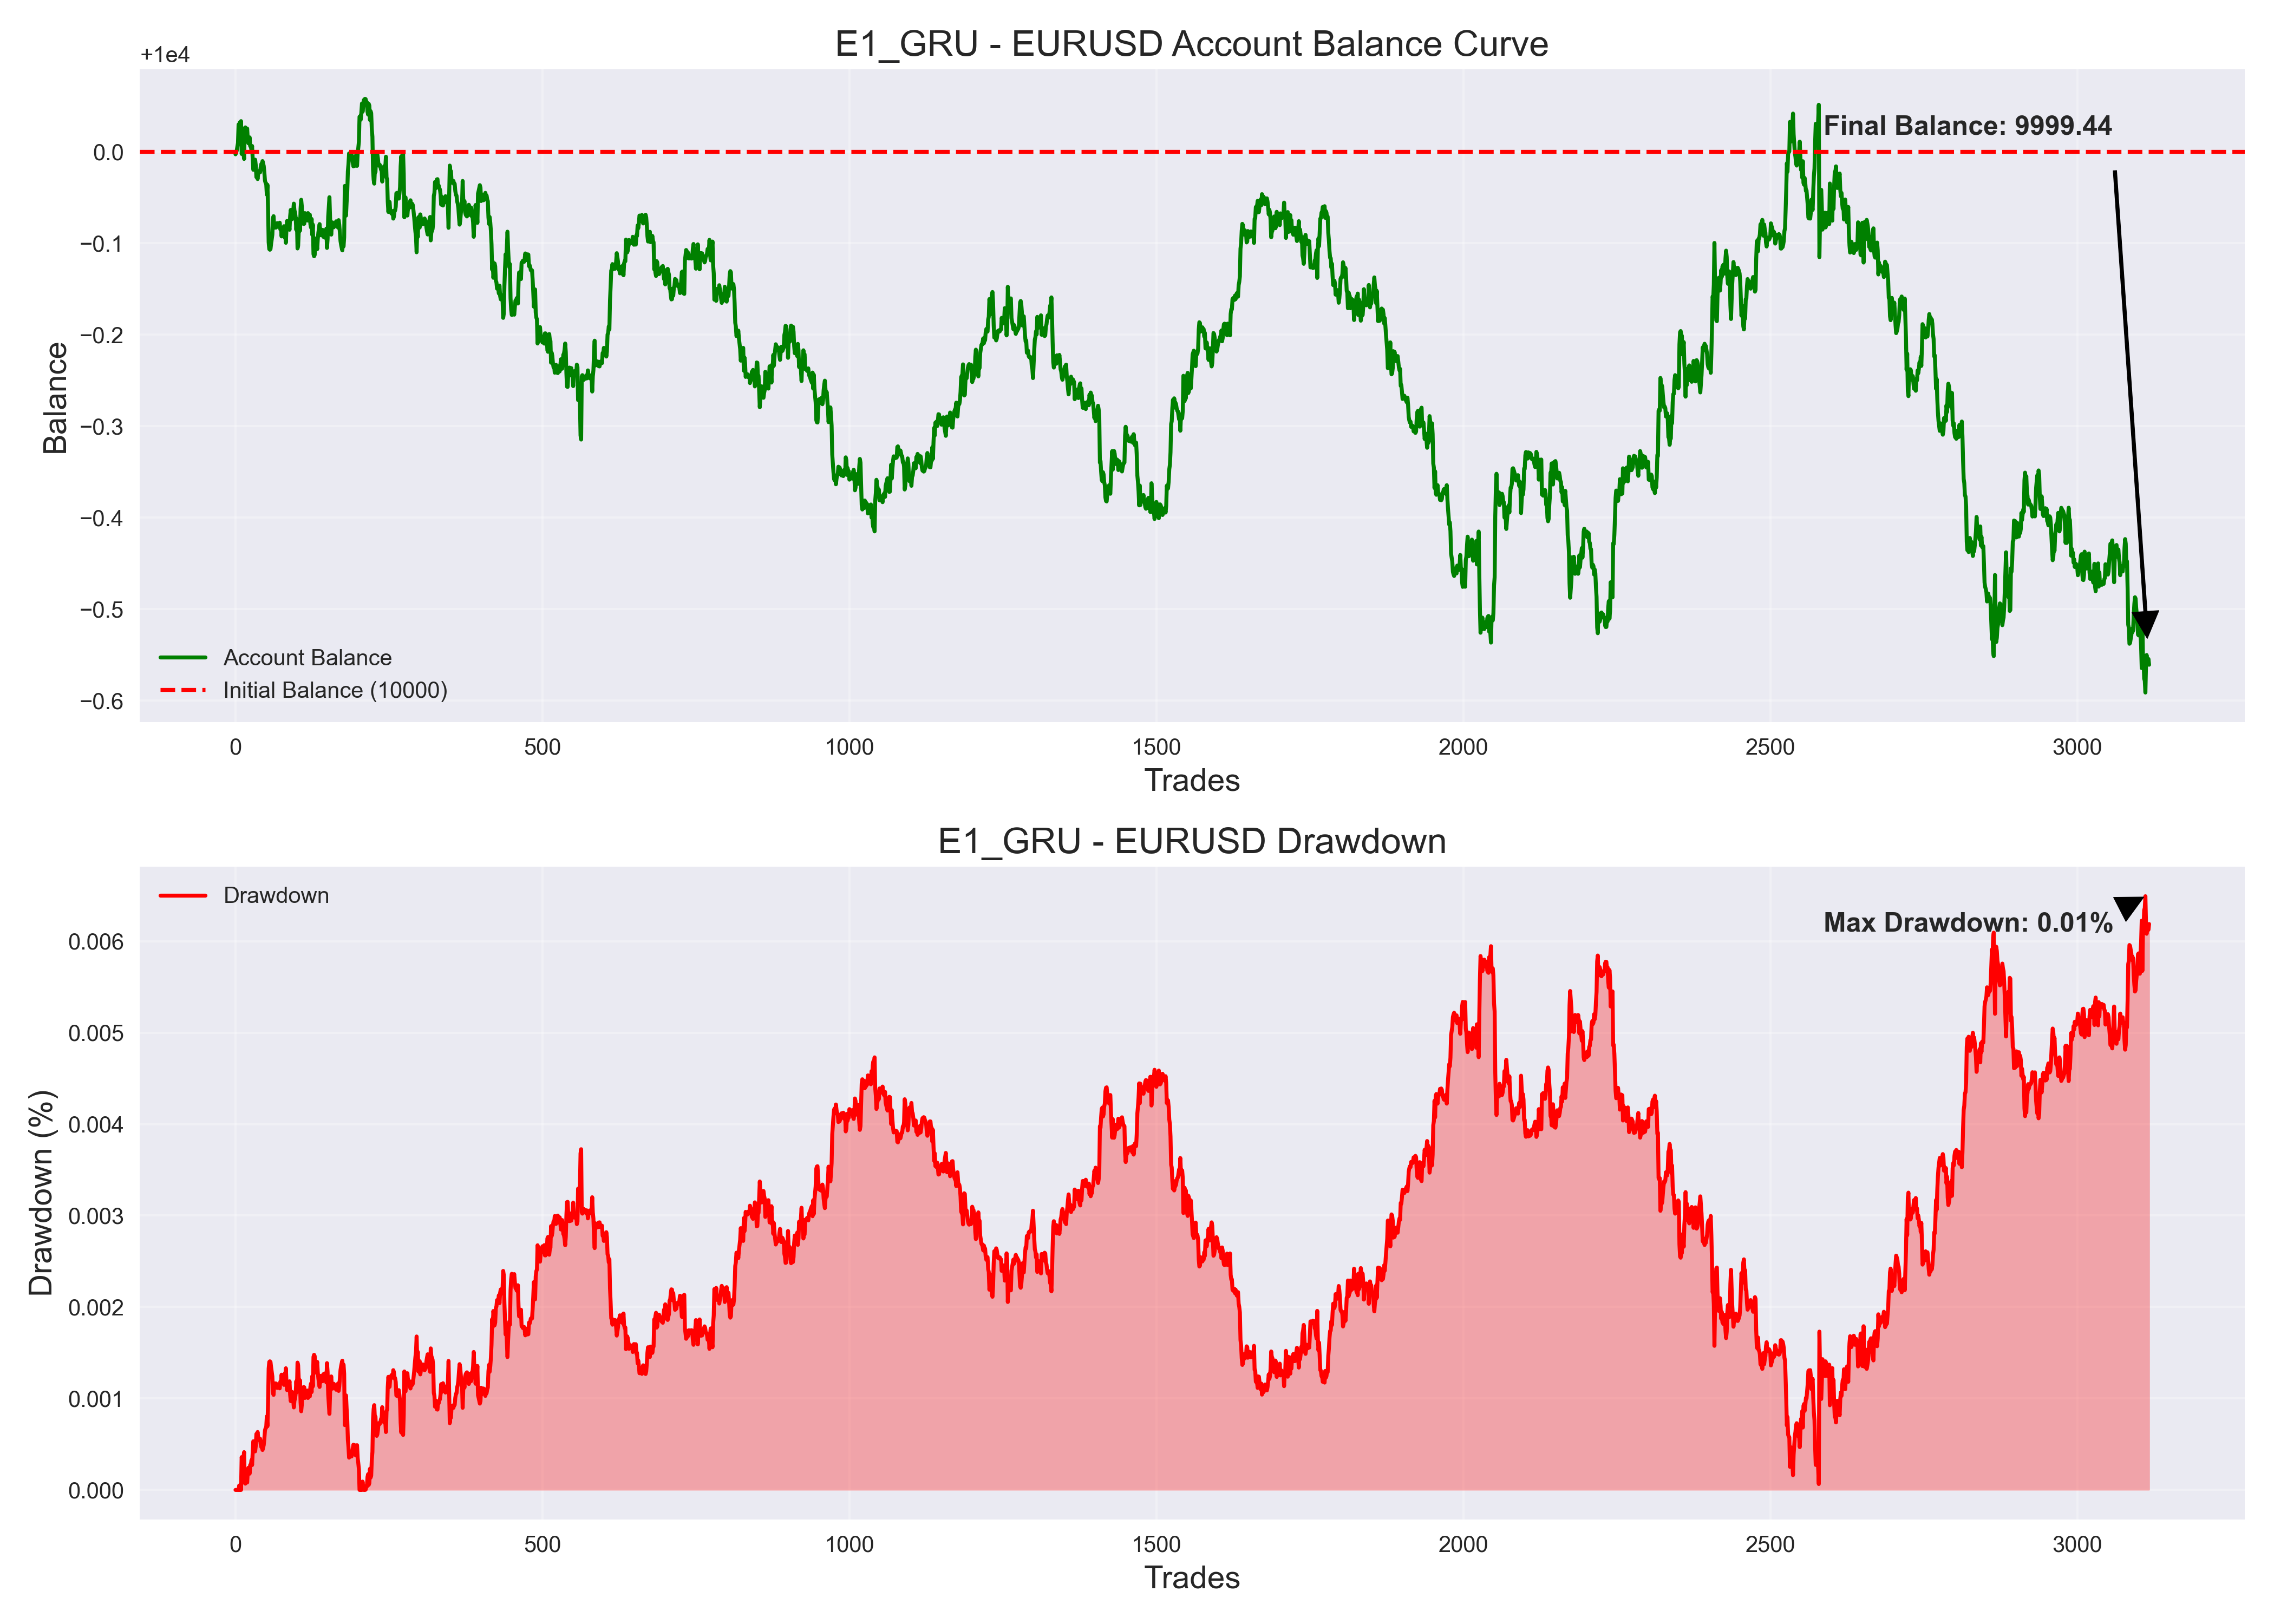 E1_GRU - EURUSD Account Balance Curve
+1e4
Final Balance: 9999.44
0.0
−0.1
−0.2
−0.3
−0.4
−0.5
−0.6
Balance
Account Balance
Initial Balance (10000)
0 500 1000 1500 2000 2500 3000
Trades
E1_GRU - EURUSD Drawdown
Drawdown
Max Drawdown: 0.01%
0.006
0.005
0.004
0.003
0.002
0.001
0.000
Drawdown (%)
0 500 1000 1500 2000 2500 3000
Trades